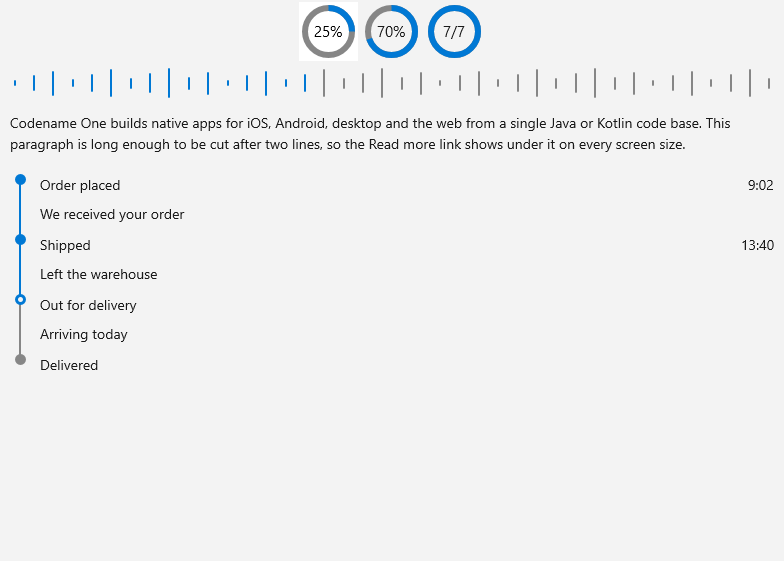 25% 70% 7/7
Codename One builds native apps for iOS, Android, desktop and the web from a single Java or Kotlin code base. This
paragraph is long enough to be cut after two lines, so the Read more link shows under it on every screen size.
Order placed 9:02
We received your order
Shipped 13:40
Left the warehouse
Out for delivery
Arriving today
Delivered